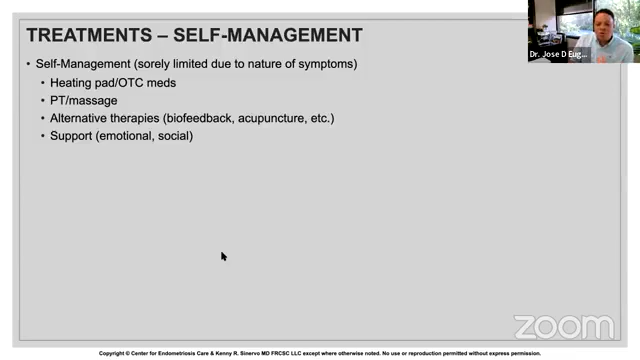 TREATMENTS – SELF-MANAGEMENT
• Self-Management (sorely limited due to nature of symptoms)
• Heating pad/OTC meds
• PT/massage
• Alternative therapies (biofeedback, acupuncture, etc.)
• Support (emotional, social)
Dr. Jose D Eug...
zoom
Copyright © Center for Endometriosis Care & Kenny R. Sinervo MD FRCSC LLC except where otherwise noted. No use or reproduction permitted without express permission.